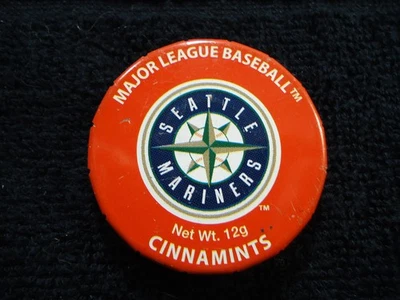 MAJOR LEAGUE BASEBALL™
SEATTLE
MARINERS
™
Net Wt. 12g
CINNAMINTS